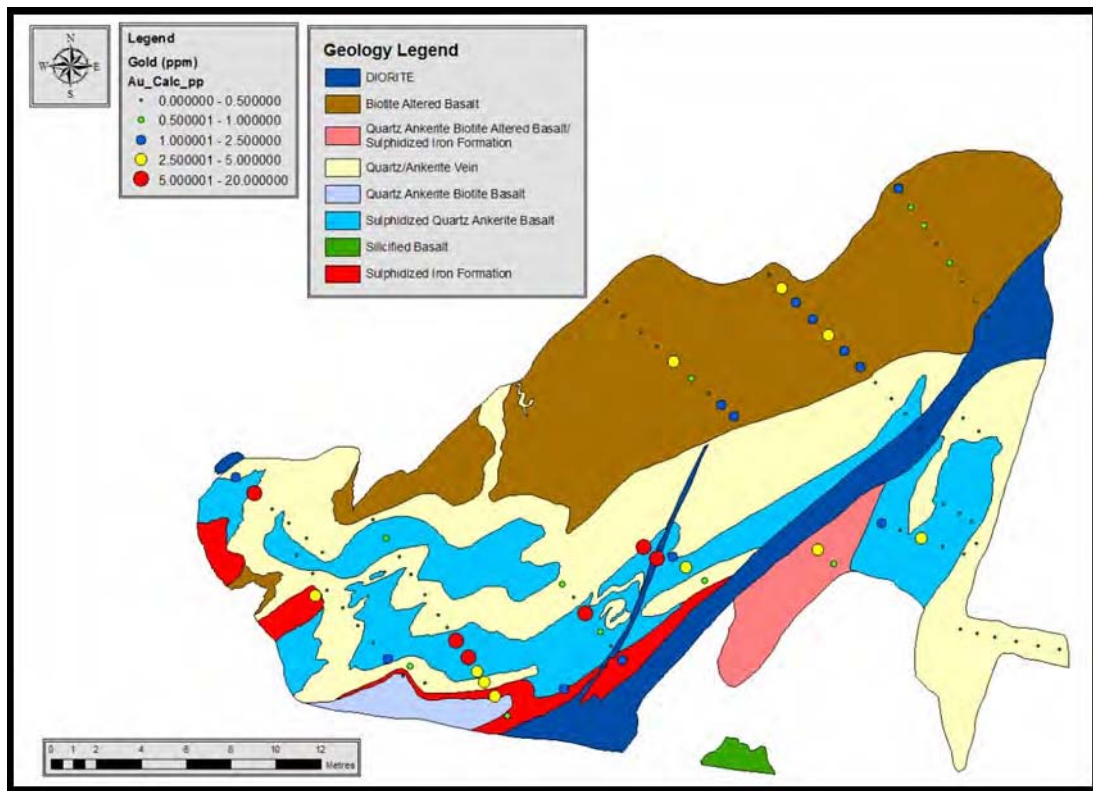 N
W E
S
Legend
Gold (ppm)
Au_Calc_pp
0.000000 - 0.500000
0.500001 - 1.000000
1.000001 - 2.500000
2.500001 - 5.000000
5.000001 - 20.000000
Geology Legend
DIORITE
Biotite Altered Basalt
Quartz Ankerite Biotite Altered Basalt/
Sulphidized Iron Formation
Quartz/Ankerite Vein
Quartz Ankerite Biotite Basalt
Sulphidized Quartz Ankerite Basalt
Silicified Basalt
Sulphidized Iron Formation
0 1 2 4 6 8 10 12
Metres